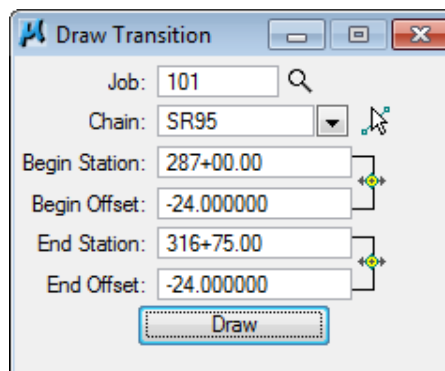 Draw Transition
Job: 101
Chain: SR95
Begin Station: 287+00.00
Begin Offset: -24.000000
End Station: 316+75.00
End Offset: -24.000000
Draw